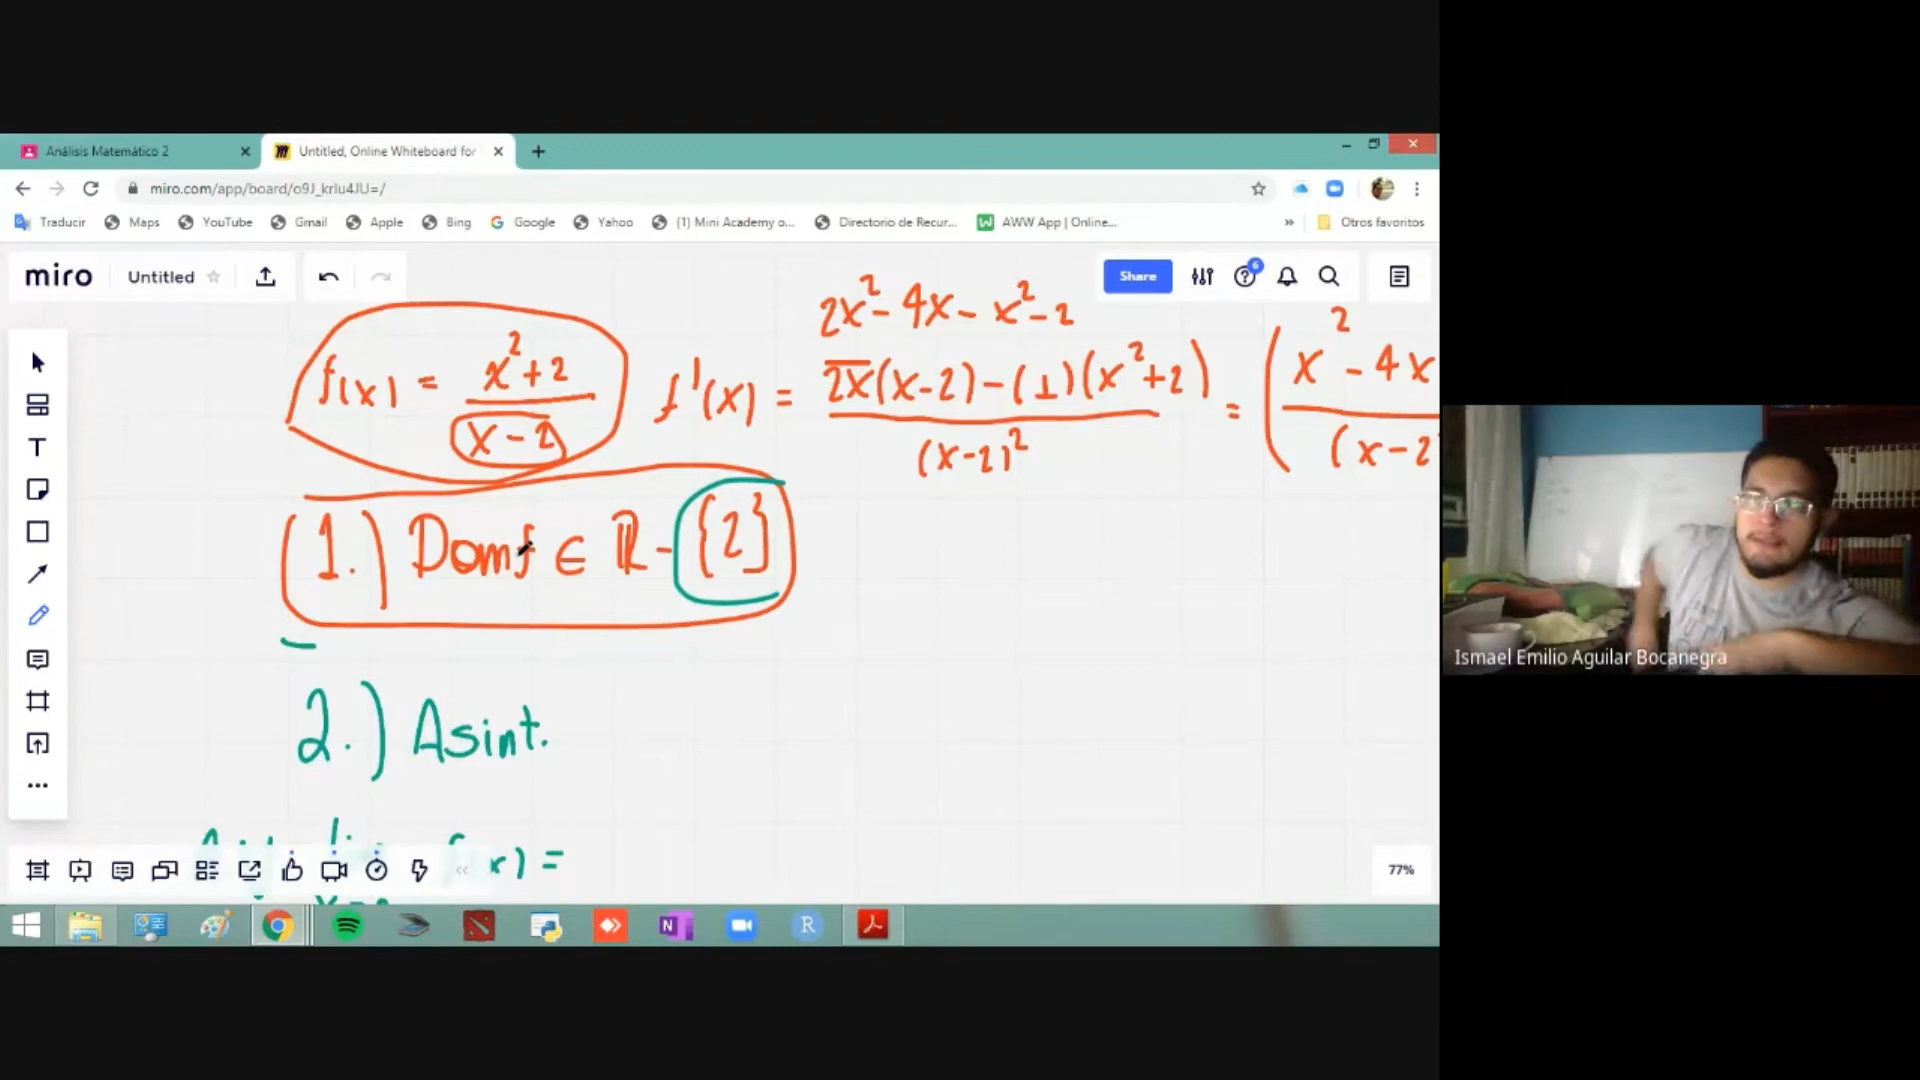 Análisis Matemático 2
Untitled, Online Whiteboard for
miro.com/app/board/o9J_krIu4JU=/
Traducir Maps YouTube Gmail Apple Bing Google Yahoo (1) Mini Academy o... Directorio de Recur... AWW App | Online... » Otros favoritos
miro Untitled Share 6
2x² - 4x - x² - 2
f(x) = x² + 2 / x - 2 f'(x) = 2x(x-2) - (1)(x²+2) / (x-2)² = ( x² - 4x / (x-2
1.) Domf ∈ ℝ - {2}
Ismael Emilio Aguilar Bocanegra
2.) Asint.
x) =
77%